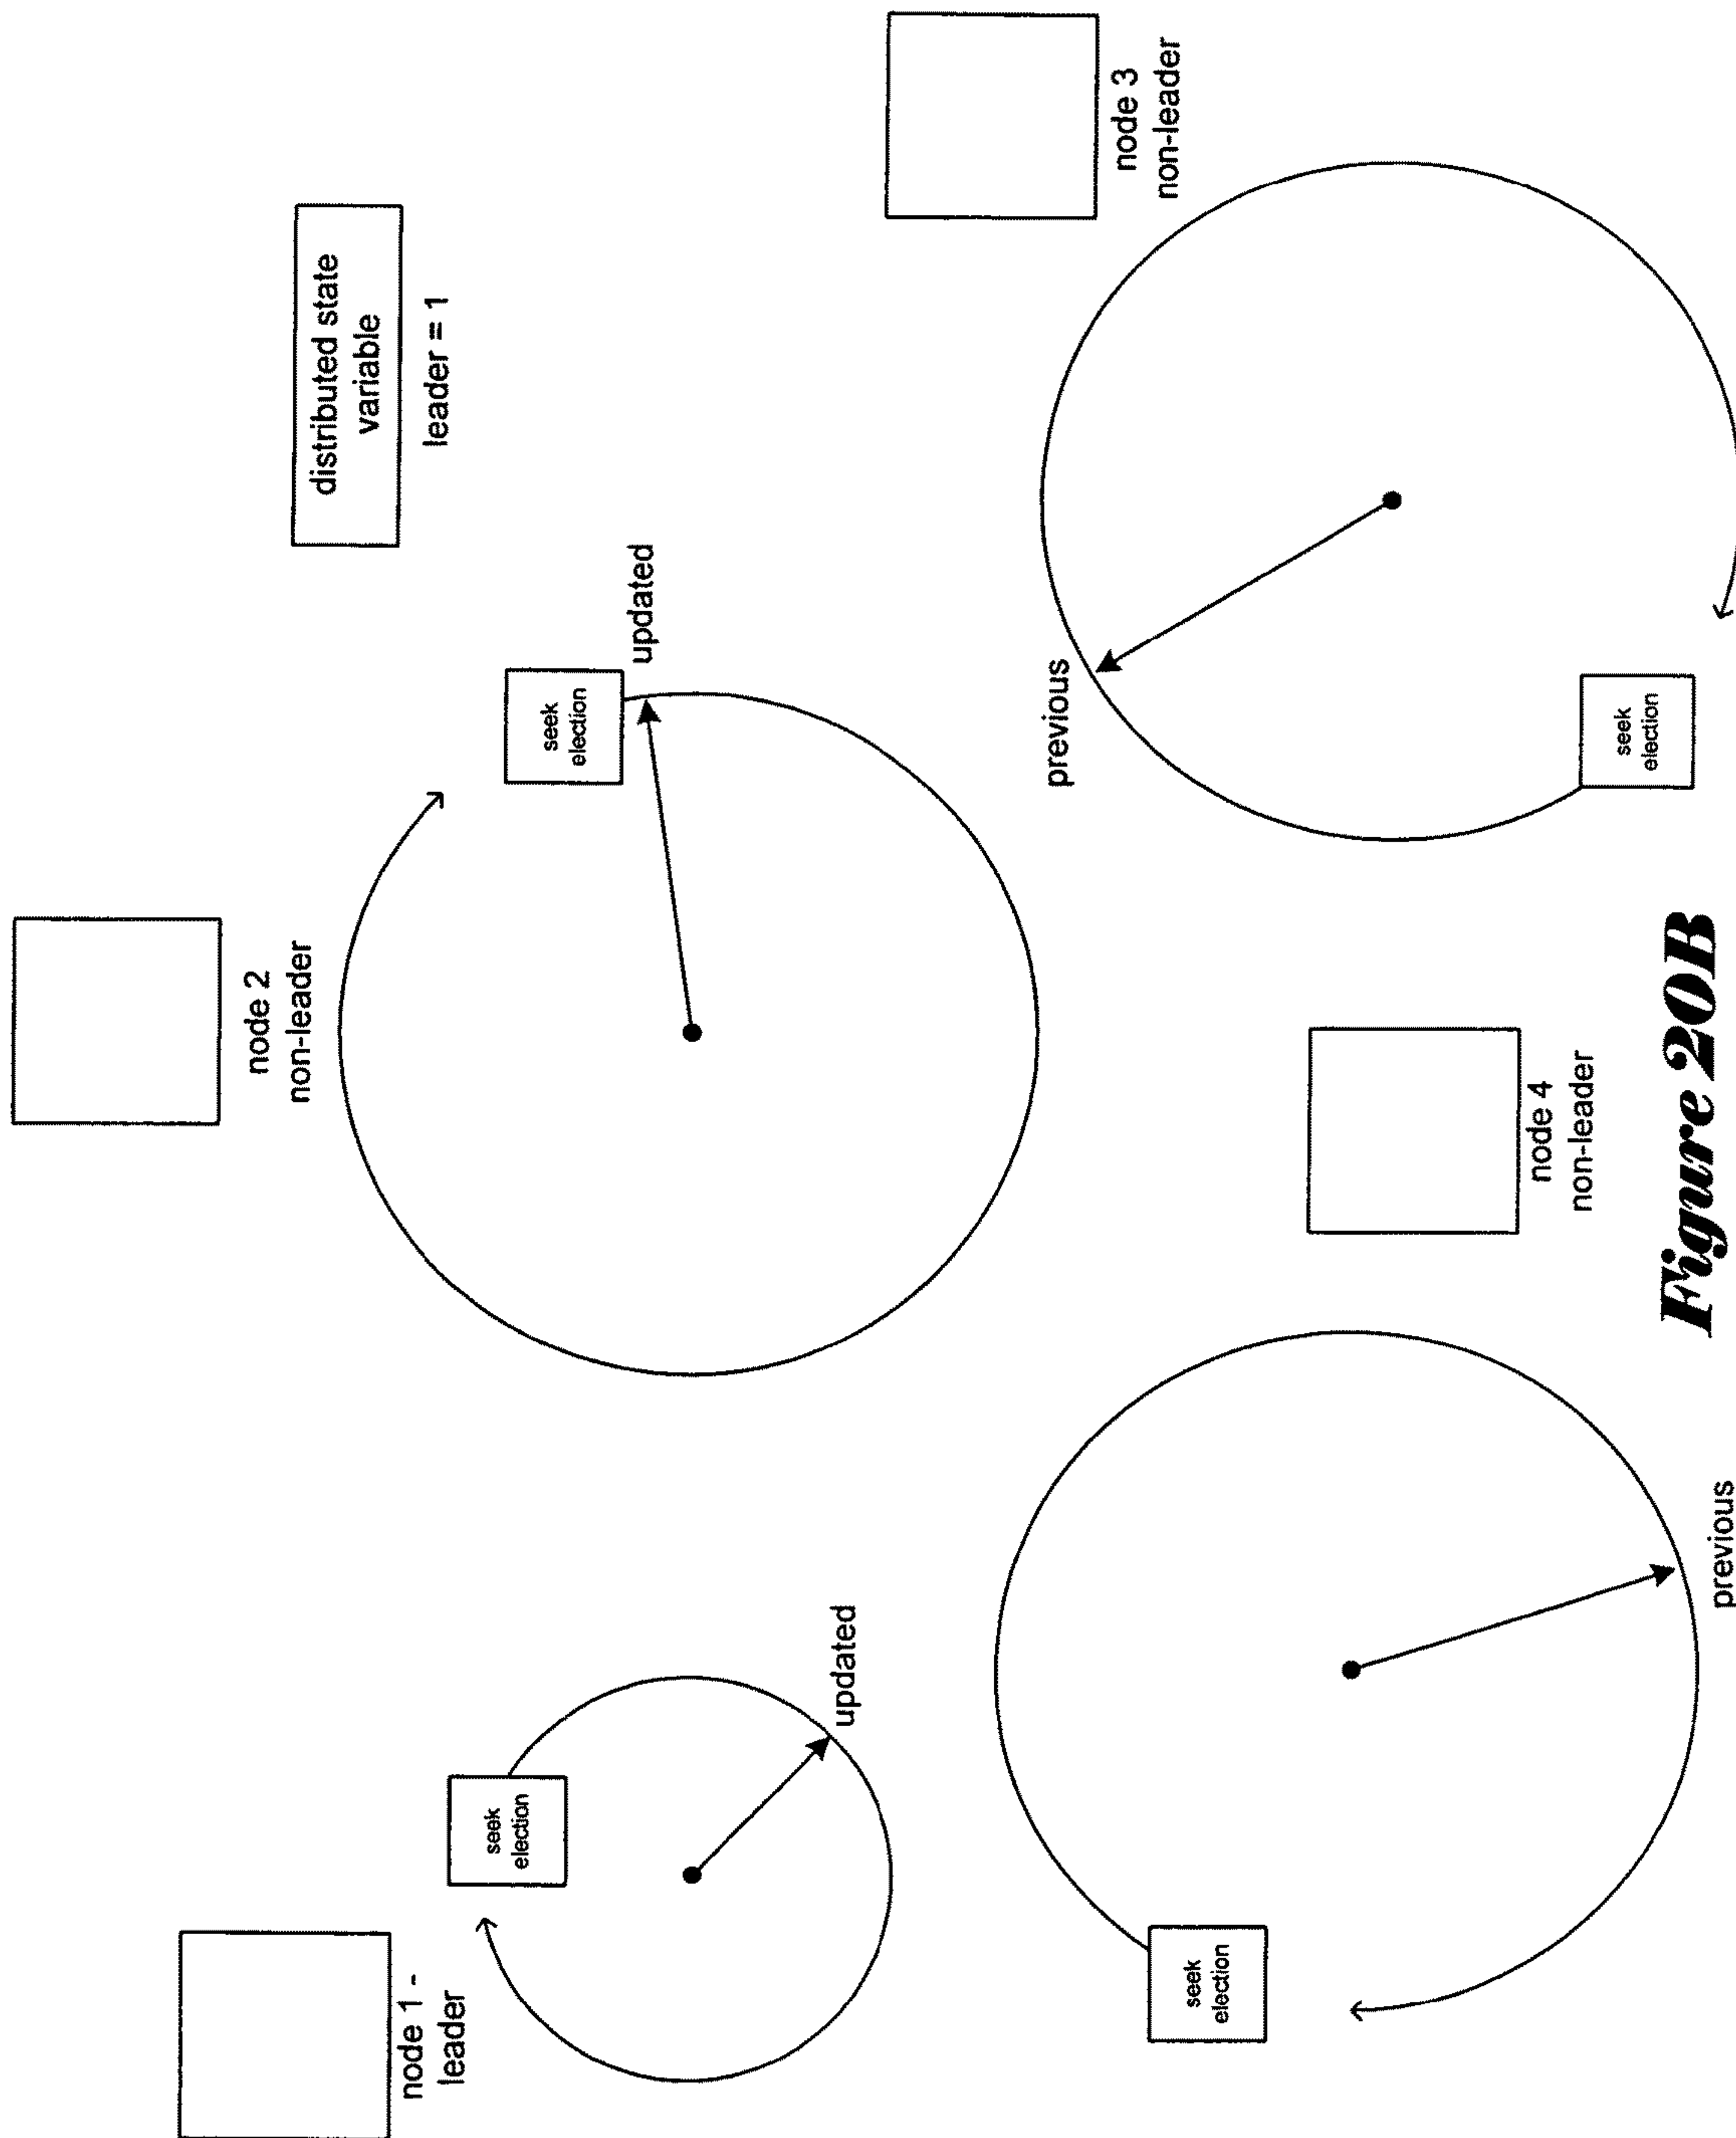 node 2
non-leader
distributed state
variable
leader = 1
node 1 -
leader
seek
election
updated
seek
election
updated
node 3
non-leader
previous
seek
election
previous
node 4
non-leader
seek
election
Figure 20B